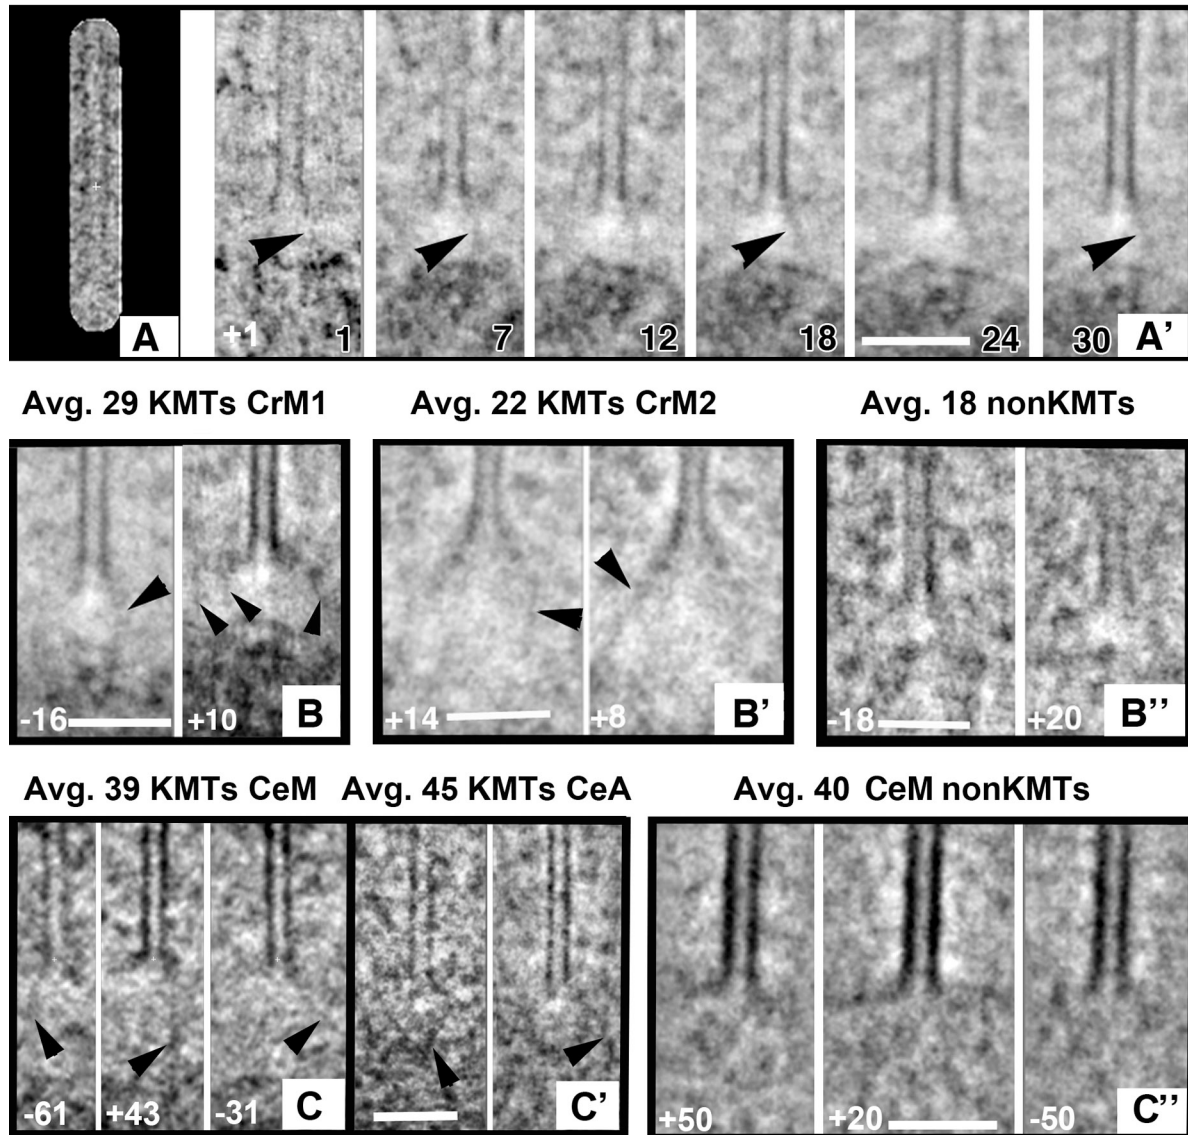 A +1 1 7 12 18 24 30 A’
Avg. 29 KMTs CrM1 Avg. 22 KMTs CrM2 Avg. 18 nonKMTs
-16 +10 B +14 +8 B’ -18 +20 B’’
Avg. 39 KMTs CeM Avg. 45 KMTs CeA Avg. 40 CeM nonKMTs
-61 +43 -31 C C’ +50 +20 -50 C’’